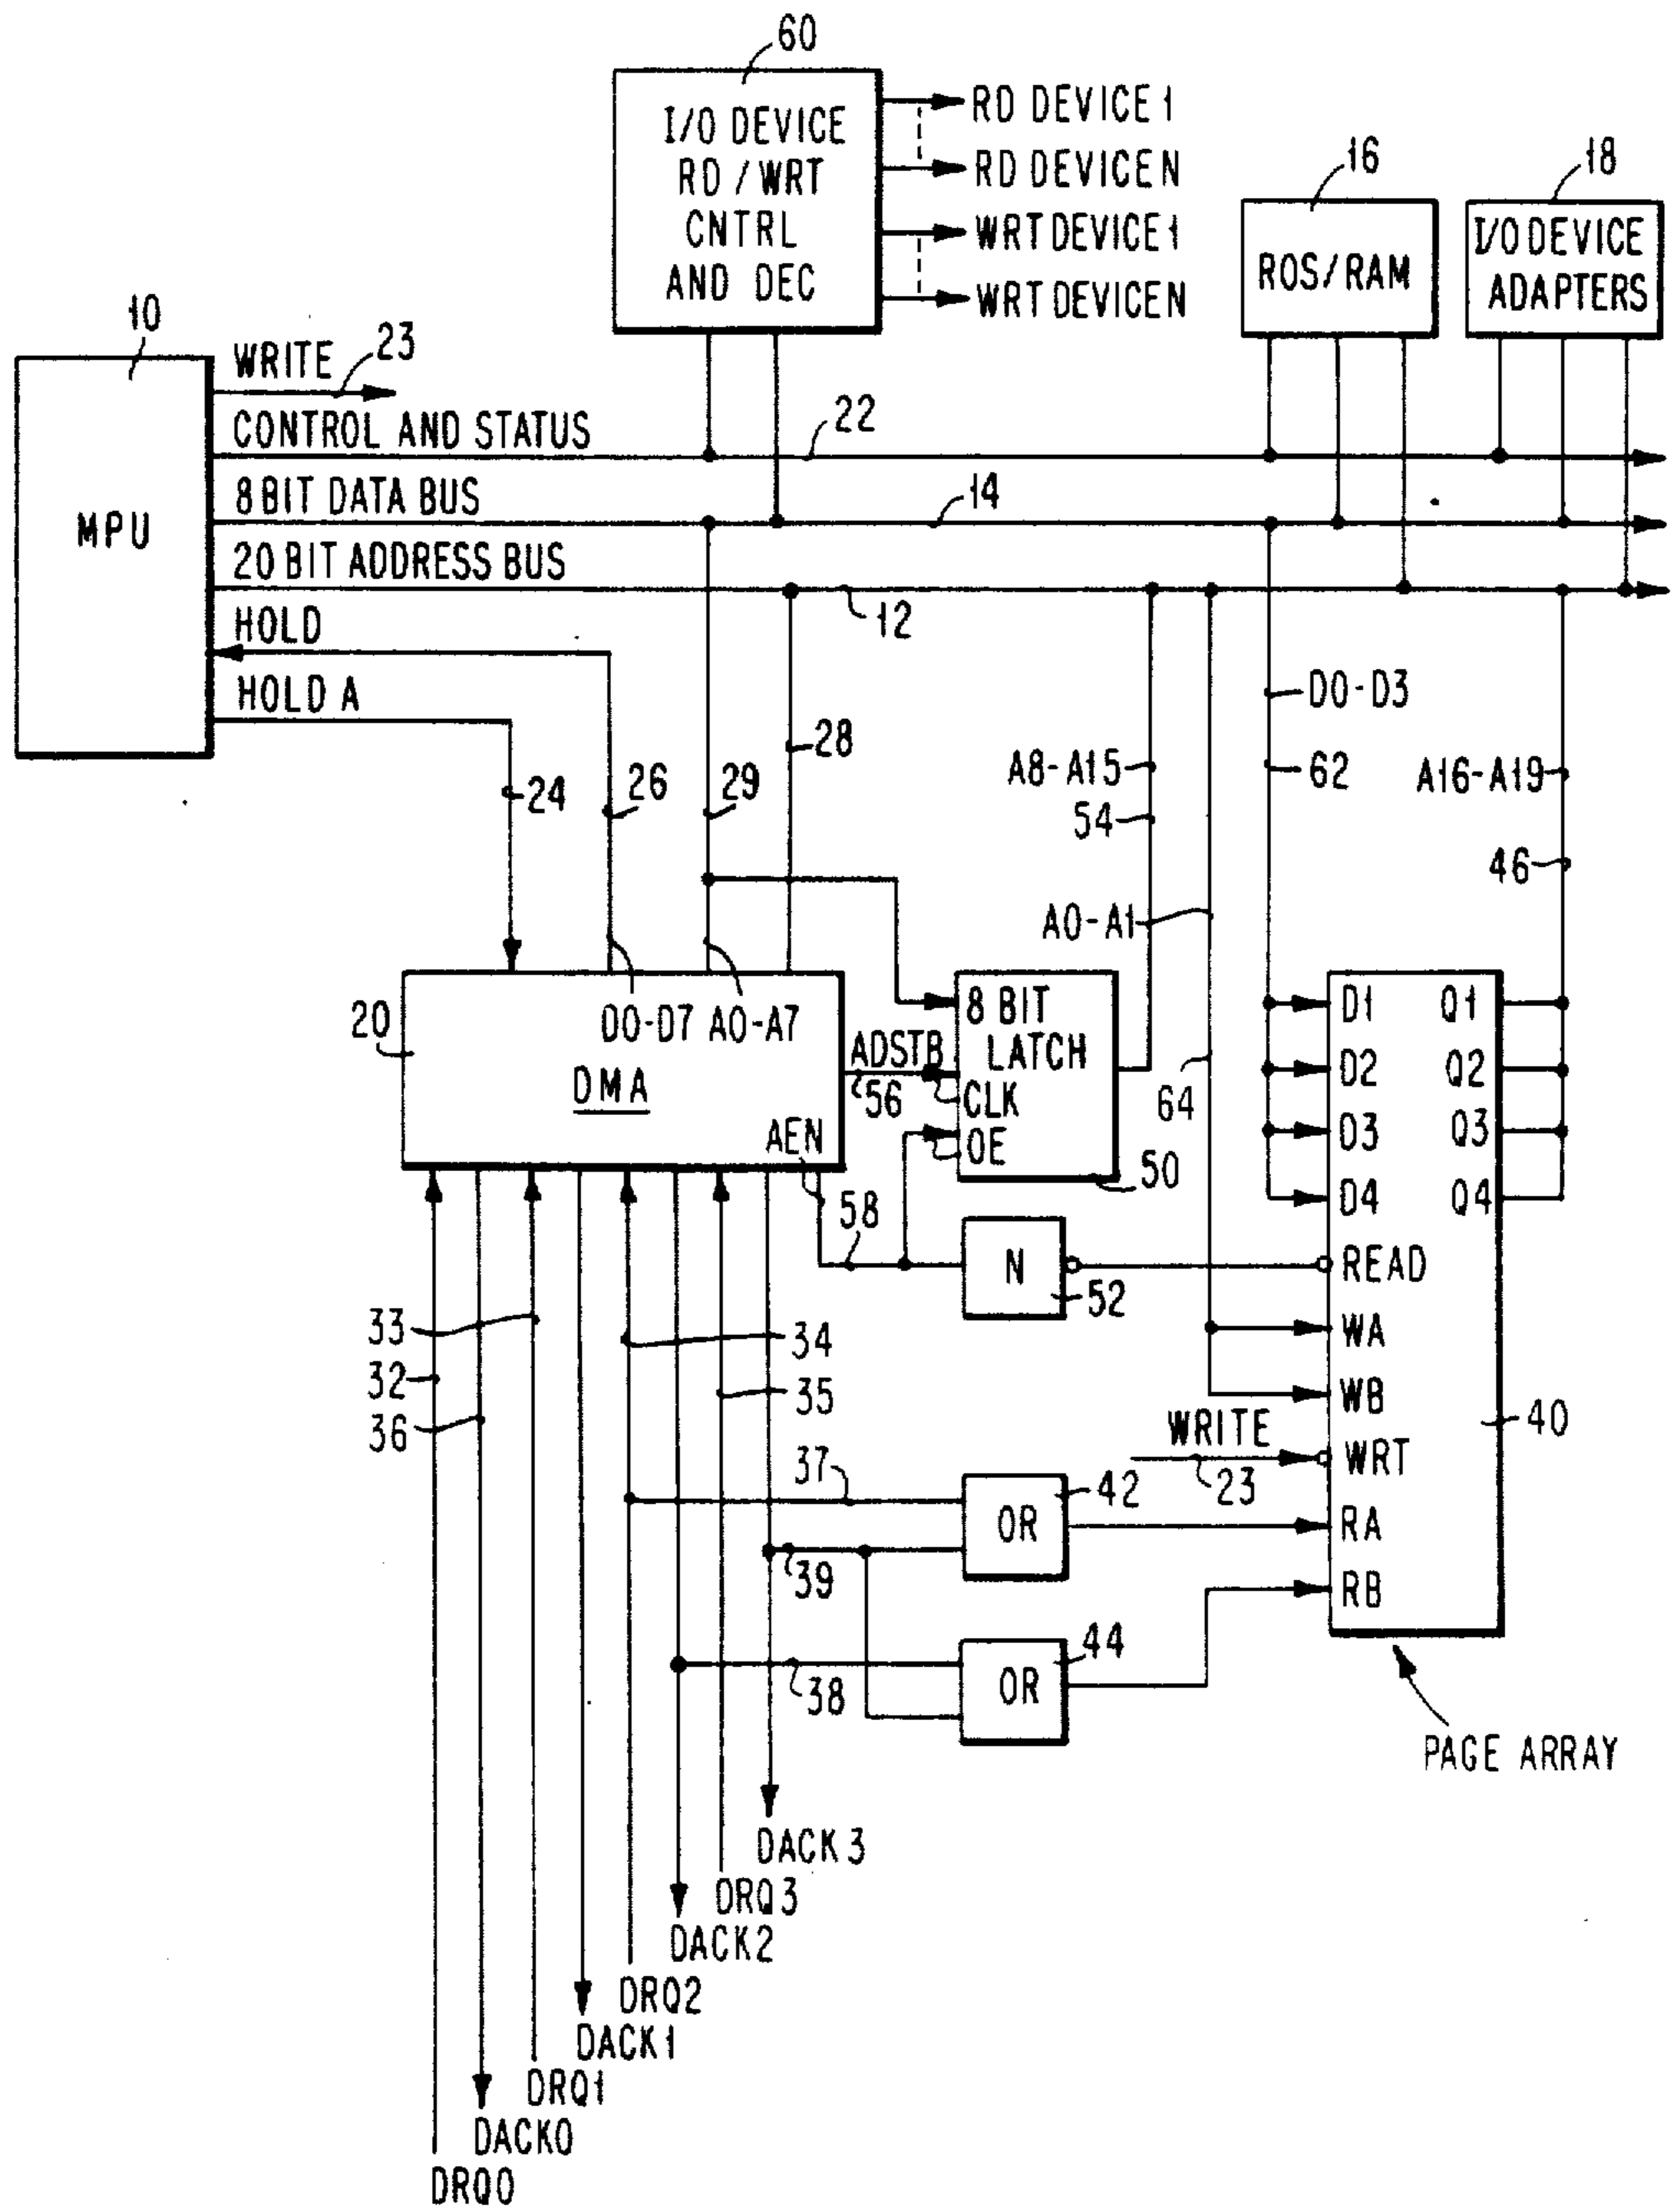 60
I/O DEVICE
RD / WRT
CNTRL
AND DEC
RD DEVICE 1
RD DEVICE N
WRT DEVICE 1
WRT DEVICE N
16
ROS/RAM
18
I/O DEVICE
ADAPTERS
10
MPU
WRITE
23
CONTROL AND STATUS
22
8 BIT DATA BUS
14
20 BIT ADDRESS BUS
12
HOLD
HOLD A
24
26
29
28
A8-A15
54
A0-A1
64
D0-D3
62
A16-A19
46
20
D0-D7 A0-A7
DMA
AEN
ADSTB
56
8 BIT
LATCH
CLK
OE
50
58
N
52
D1
D2
D3
D4
READ
WA
WB
WRT
RA
RB
Q1
Q2
Q3
Q4
40
33
32
36
34
35
WRITE
23
37
39
OR
42
38
OR
44
PAGE ARRAY
DACK 3
DRQ3
DACK2
DRQ2
DACK1
DRQ1
DACK0
DRQ0